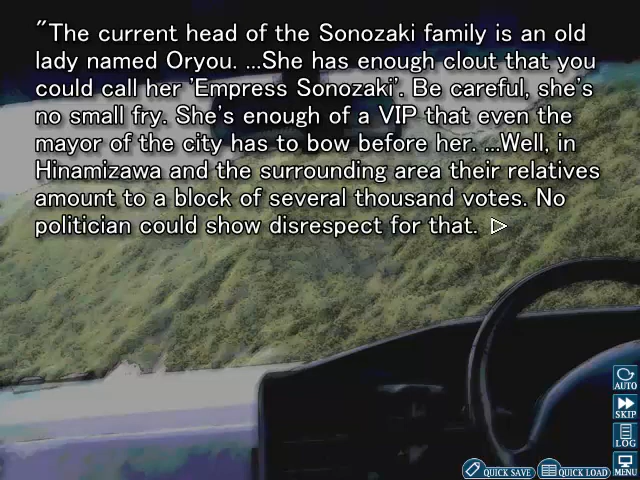 "The current head of the Sonozaki family is an old
lady named Oryou. ...She has enough clout that you
could call her 'Empress Sonozaki'. Be careful, she's
no small fry. She's enough of a VIP that even the
mayor of the city has to bow before her. ...Well, in
Hinamizawa and the surrounding area their relatives
amount to a block of several thousand votes. No
politician could show disrespect for that.
AUTO
SKIP
LOG
MENU
QUICK SAVE
QUICK LOAD